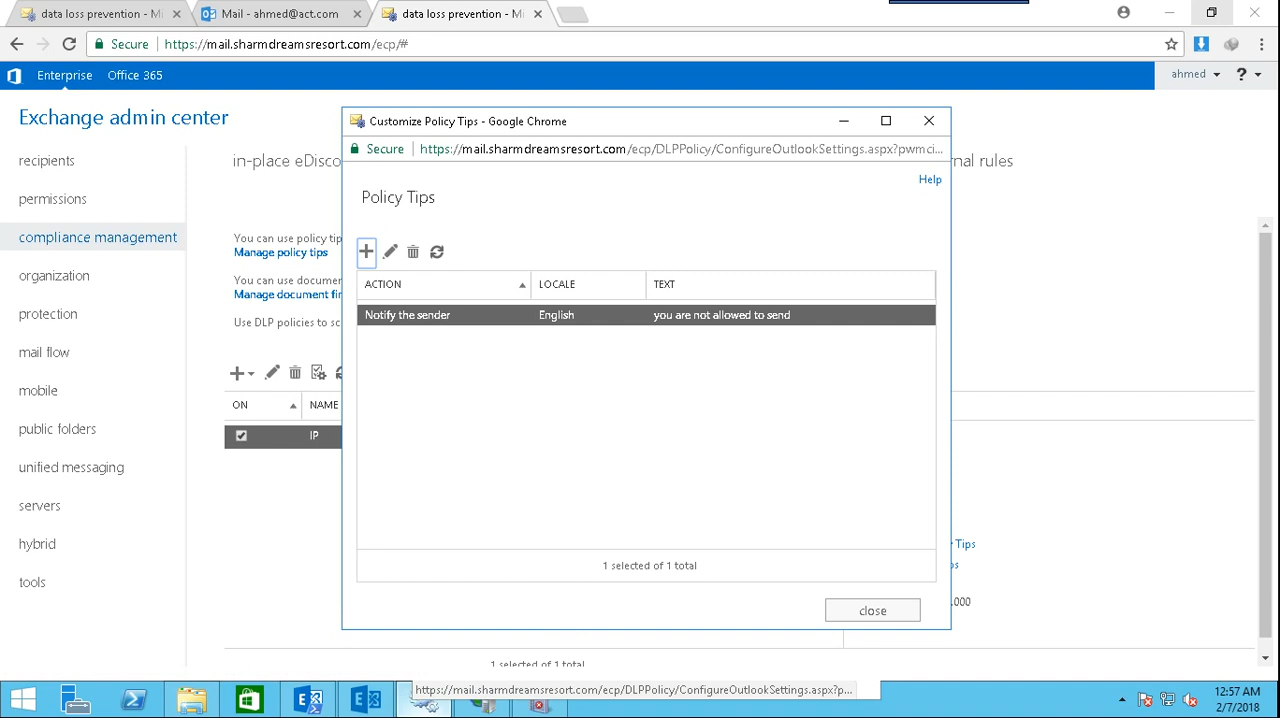 data loss prevention - Mi
Mail - ahmed@act.com
data loss prevention - Mi
Secure
https://mail.sharmdreamsresort.com/ecp/#
Enterprise
Office 365
ahmed
?
Exchange admin center
recipients
permissions
compliance management
organization
protection
mail flow
mobile
public folders
unified messaging
servers
hybrid
tools
in-place eDisco
nal rules
You can use policy tip
Manage policy tips
You can use documen
Manage document fin
Use DLP policies to sc
ON
NAME
IP
Tips
.000
1 selected of 1 total
Customize Policy Tips - Google Chrome
Secure
https://mail.sharmdreamsresort.com/ecp/DLPPolicy/ConfigureOutlookSettings.aspx?pwmci...
Help
Policy Tips
ACTION
LOCALE
TEXT
Notify the sender
English
you are not allowed to send
1 selected of 1 total
close
https://mail.sharmdreamsresort.com/ecp/DLPPolicy/ConfigureOutlookSettings.aspx?p...
12:57 AM
2/7/2018